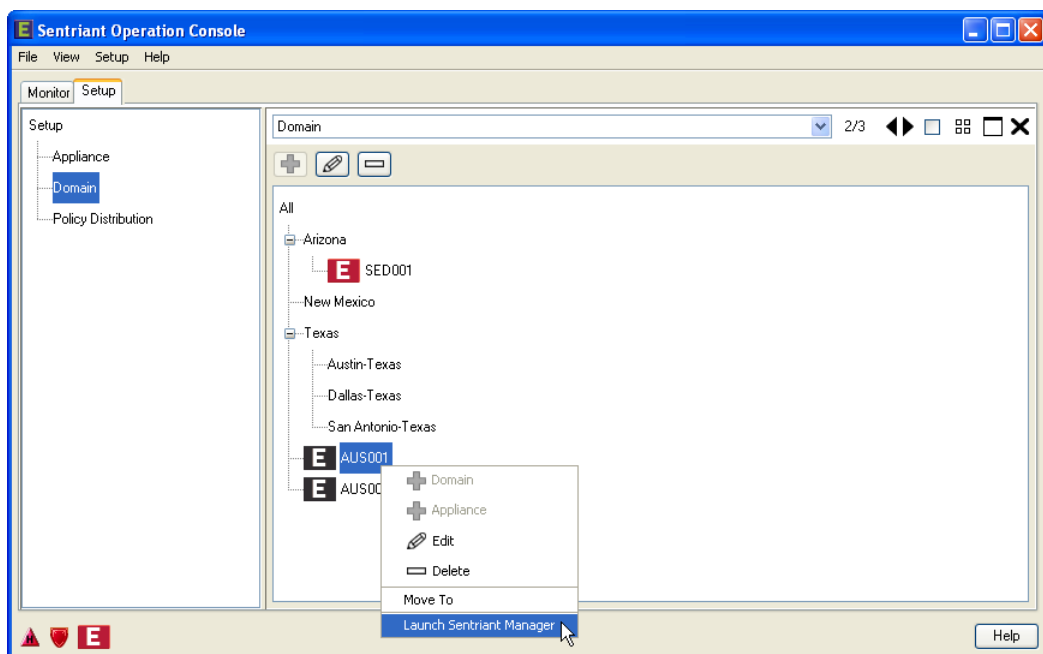 E Sentriant Operation Console
File View Setup Help
Monitor Setup
Setup
Appliance
Domain
Policy Distribution
Domain 2/3
All
Arizona
E SED001
New Mexico
Texas
Austin-Texas
Dallas-Texas
San Antonio-Texas
E AUS001
E AUS00
Domain
Appliance
Edit
Delete
Move To
Launch Sentriant Manager
H E Help